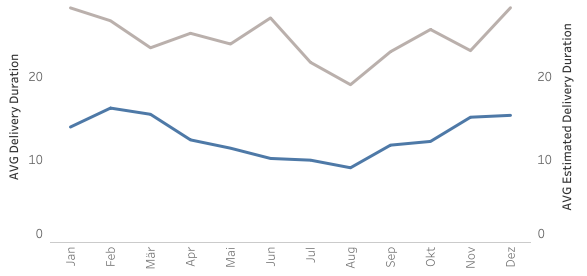 AVG Delivery Duration
20
10
0
Jan
Feb
Mär
Apr
Mai
Jun
Jul
Aug
Sep
Okt
Nov
Dez
20
10
0
AVG Estimated Delivery Duration